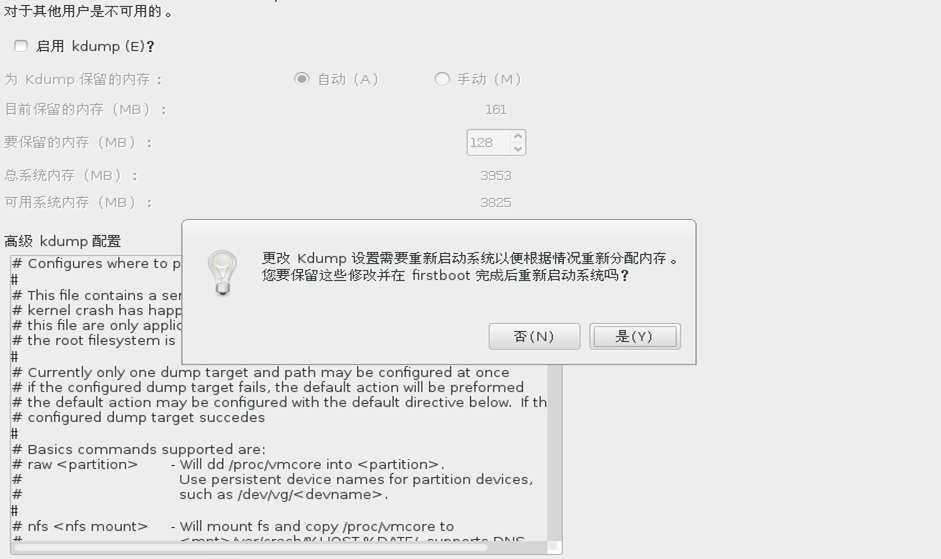 对于其他用户是不可用的。
启用 kdump (E)?
为 Kdump 保留的内存： 自动（A） 手动（M）
目前保留的内存（MB）： 161
要保留的内存（MB）： 128
总系统内存（MB）： 3953
可用系统内存（MB）： 3825
高级 kdump 配置
更改 Kdump 设置需要重新启动系统以便根据情况重新分配内存。
您要保留这些修改并在 firstboot 完成后重新启动系统吗?
否(N) 是(Y)
# Configures where to p
#
# This file contains a ser
# kernel crash has happ
# this file are only applic
# the root filesystem is
#
# Currently only one dump target and path may be configured at once
# if the configured dump target fails, the default action will be preformed
# the default action may be configured with the default directive below. If th
# configured dump target succedes
#
# Basics commands supported are:
# raw <partition> - Will dd /proc/vmcore into <partition>.
# Use persistent device names for partition devices,
# such as /dev/vg/<devname>.
#
# nfs <nfs mount> - Will mount fs and copy /proc/vmcore to
# <mnt>/var/crash/%HOST-%DATE/, supports DNS.